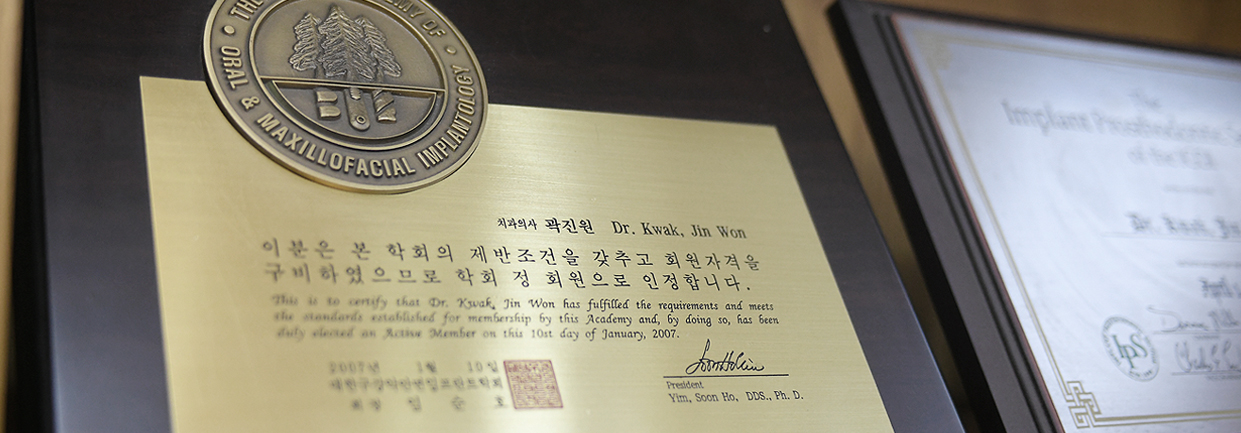 THE
MY OF
ORAL & MAXILLOFACIAL IMPLANTOLOGY
치과의사 곽진원 Dr. Kwak, Jin Won
이분은 본 학회의 제반조건을 갖추고 회원자격을
구비하였으므로 학회 정 회원으로 인정합니다.
This is to certify that Dr. Kwak, Jin Won has fulfilled the requirements and meets
the standards established for membership by this Academy and, by doing so, has been
duly elected an Active Member on this 10st day of January, 2007.
2007년 1월 10일
대한구강악안면임프란트학회
회장 임순호
President
Yim, Soon Ho, DDS., Ph. D.
The
Implant Prosthodontic
of the
Dr.
April
IPS